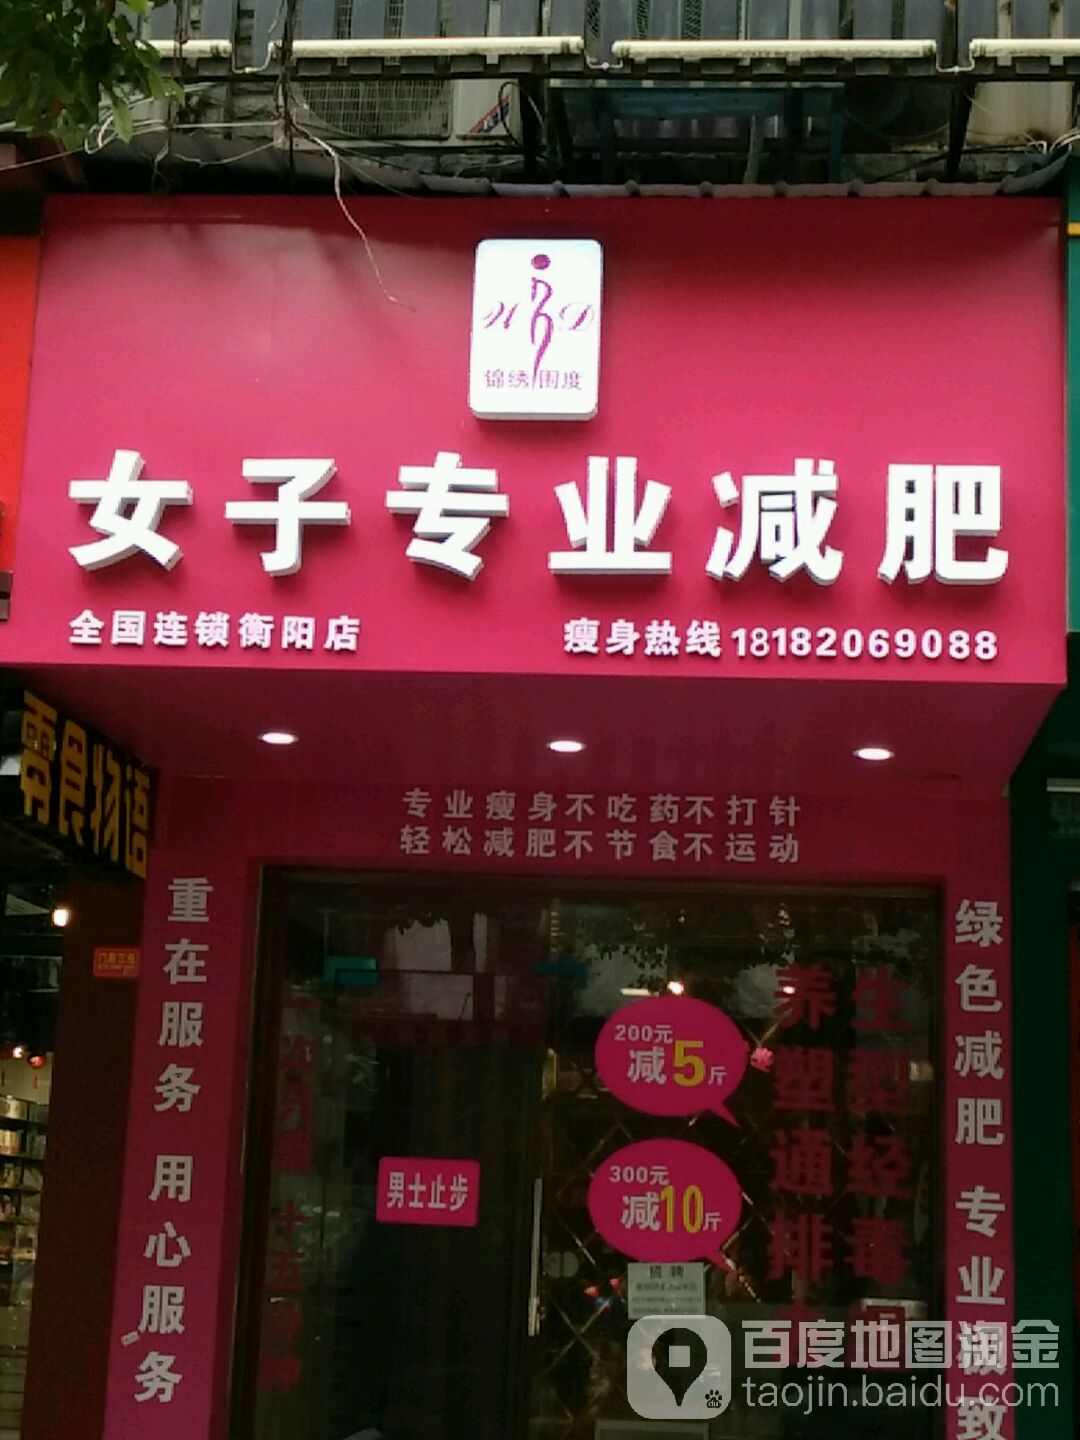 H D
锦绣围度
女子专业减肥
全国连锁衡阳店
瘦身热线18182069088
零食物语
专业瘦身不吃药不打针
轻松减肥不节食不运动
重在服务 用心服务
绿色减肥 专业瘦
200元
减5斤
300元
减10斤
男士止步
养生
塑型
通经
排毒
招聘
百度地图淘金
taojin.baidu.com